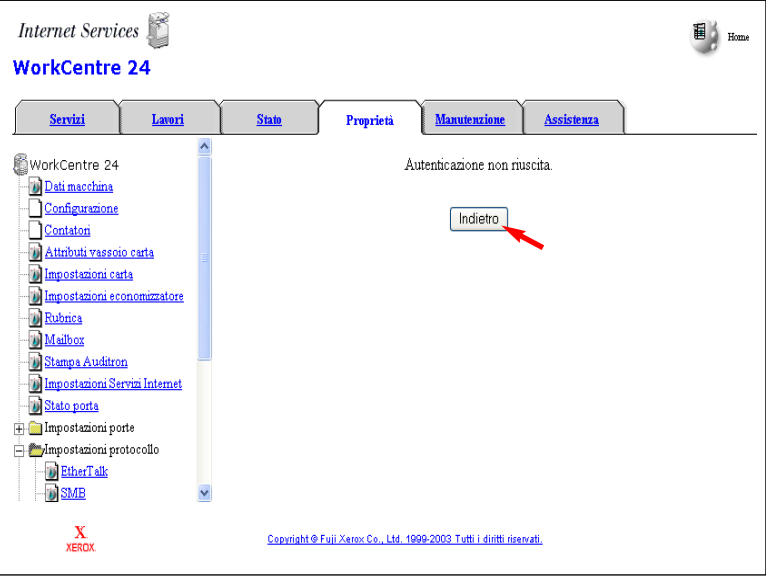 Internet Services
Home
WorkCentre 24
Servizi Lavori Stato Proprietà Manutenzione Assistenza
WorkCentre 24
Dati macchina
Configurazione
Contatori
Attributi vassoio carta
Impostazioni carta
Impostazioni economizzatore
Rubrica
Mailbox
Stampa Auditron
Impostazioni Servizi Internet
Stato porta
Impostazioni porte
Impostazioni protocollo
EtherTalk
SMB
Autenticazione non riuscita.
Indietro
X
XEROX.
Copyright © Fuji Xerox Co., Ltd. 1999-2003 Tutti i diritti riservati.